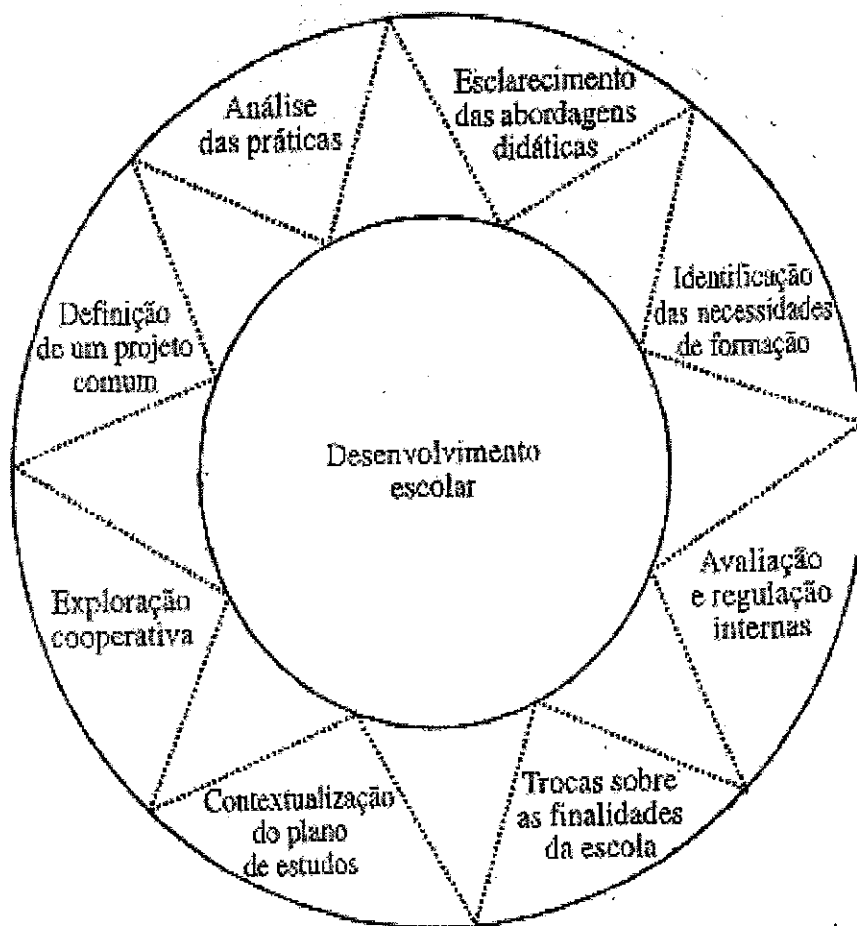 Análise
das práticas
Esclarecimento
das abordagens
didáticas
Identificação
das necessidades
de formação
Avaliação
e regulação
internas
Trocas sobre
as finalidades
da escola
Contextualização
do plano
de estudos
Exploração
cooperativa
Definição
de um projeto
comum
Desenvolvimento
escolar